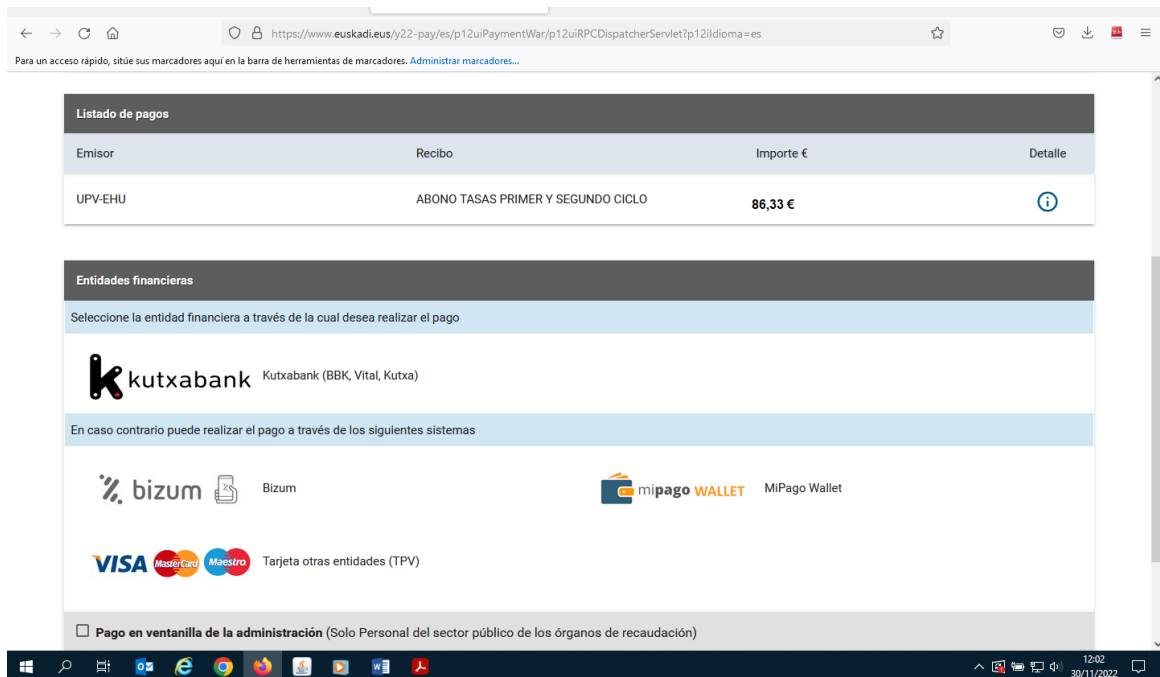 https://www.euskadi.eus/y22-pay/es/p12uiPaymentWar/p12uiRPCDispatcherServlet?p12iIdioma=es
Para un acceso rápido, sitúe sus marcadores aquí en la barra de herramientas de marcadores. Administrar marcadores...
Listado de pagos
Emisor Recibo Importe € Detalle
UPV-EHU ABONO TASAS PRIMER Y SEGUNDO CICLO 86,33 €
Entidades financieras
Seleccione la entidad financiera a través de la cual desea realizar el pago
kutxabank Kutxabank (BBK, Vital, Kutxa)
En caso contrario puede realizar el pago a través de los siguientes sistemas
bizum Bizum mipago WALLET MiPago Wallet
VISA MasterCard Maestro Tarjeta otras entidades (TPV)
Pago en ventanilla de la administración (Solo Personal del sector público de los órganos de recaudación)
12:02
30/11/2022